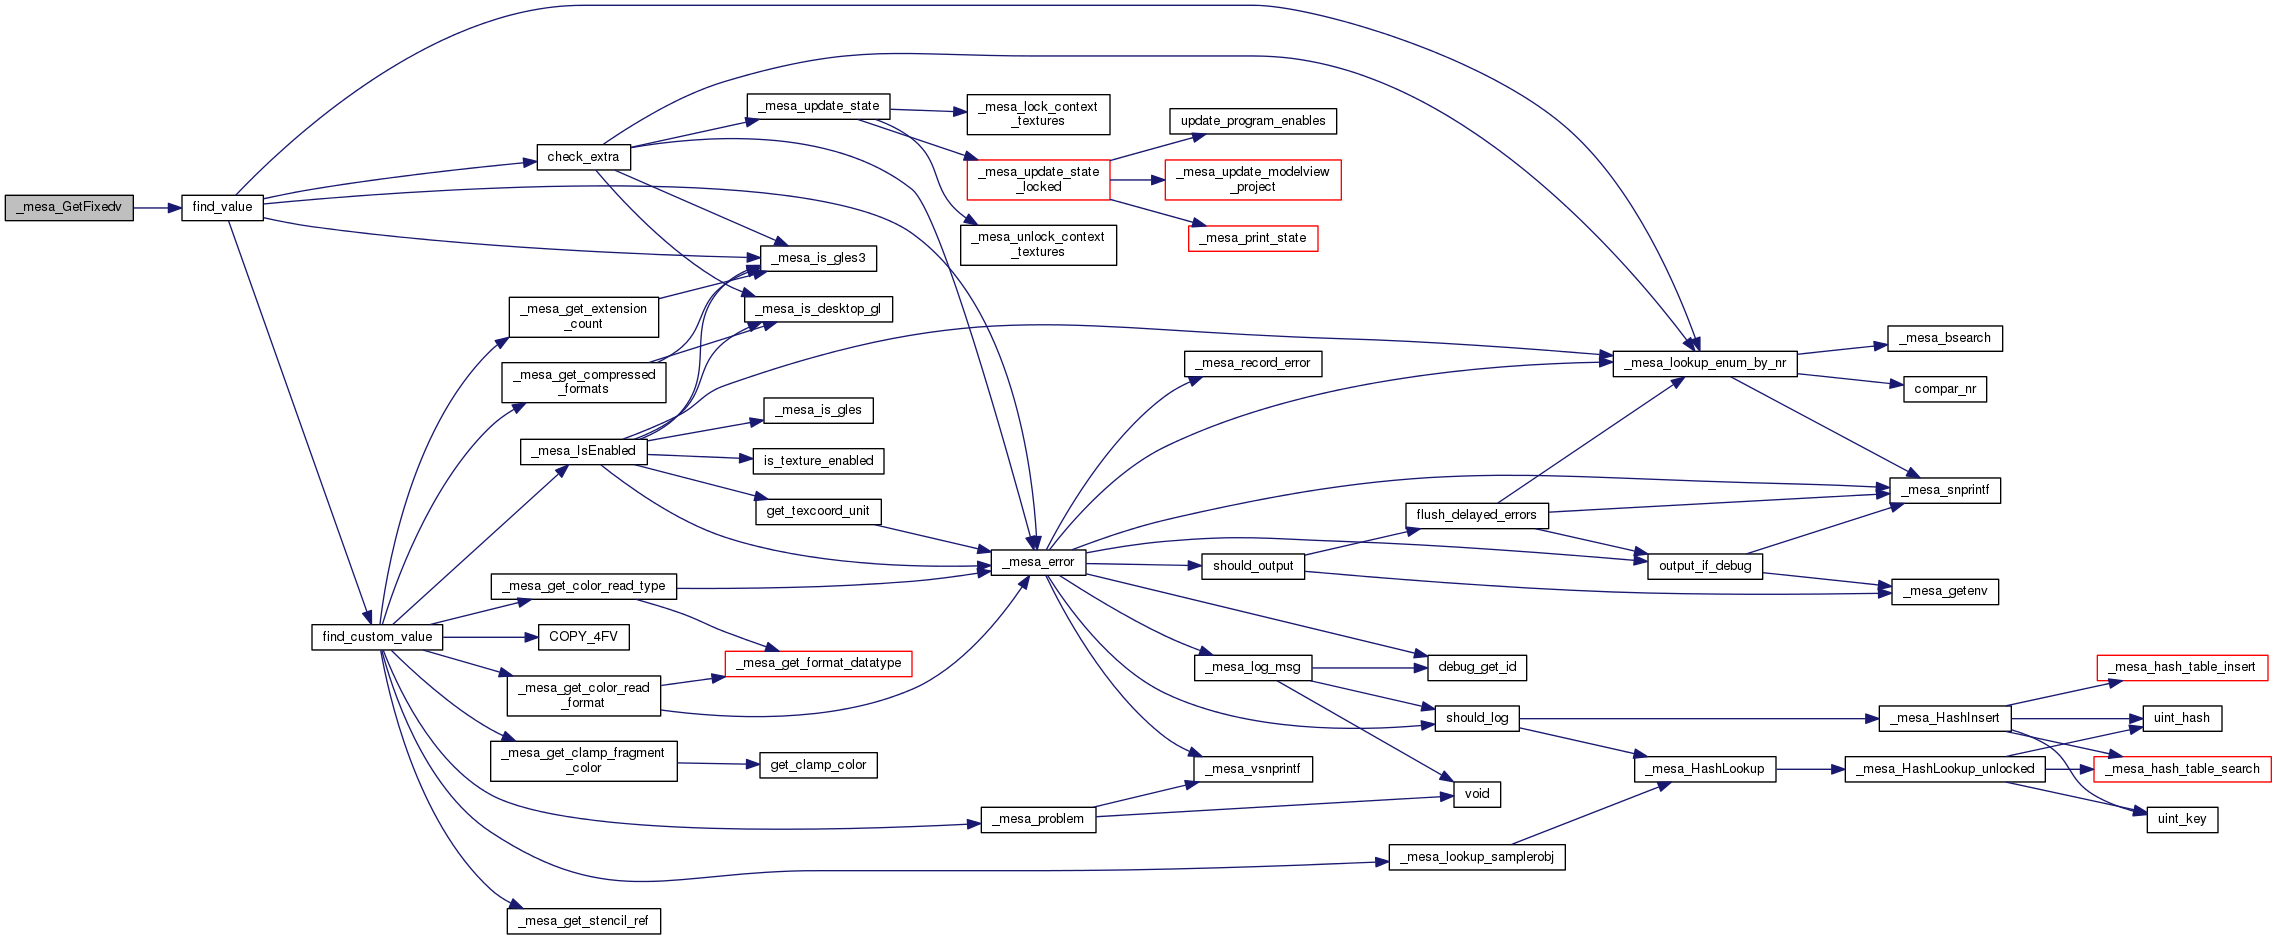 _mesa_GetFixedv
find_value
check_extra
_mesa_update_state
_mesa_lock_context
_textures
update_program_enables
_mesa_update_state
_locked
_mesa_update_modelview
_project
_mesa_print_state
_mesa_unlock_context
_textures
_mesa_is_gles3
_mesa_is_desktop_gl
_mesa_get_extension
_count
_mesa_get_compressed
_formats
_mesa_is_gles
_mesa_IsEnabled
is_texture_enabled
get_texcoord_unit
_mesa_record_error
_mesa_lookup_enum_by_nr
_mesa_bsearch
compar_nr
_mesa_snprintf
flush_delayed_errors
_mesa_error
should_output
output_if_debug
_mesa_getenv
_mesa_get_color_read_type
find_custom_value
COPY_4FV
_mesa_get_format_datatype
_mesa_get_color_read
_format
_mesa_log_msg
debug_get_id
should_log
_mesa_HashInsert
_mesa_hash_table_insert
uint_hash
_mesa_get_clamp_fragment
_color
get_clamp_color
_mesa_vsnprintf
_mesa_HashLookup
_mesa_HashLookup_unlocked
_mesa_hash_table_search
void
_mesa_problem
uint_key
_mesa_lookup_samplerobj
_mesa_get_stencil_ref